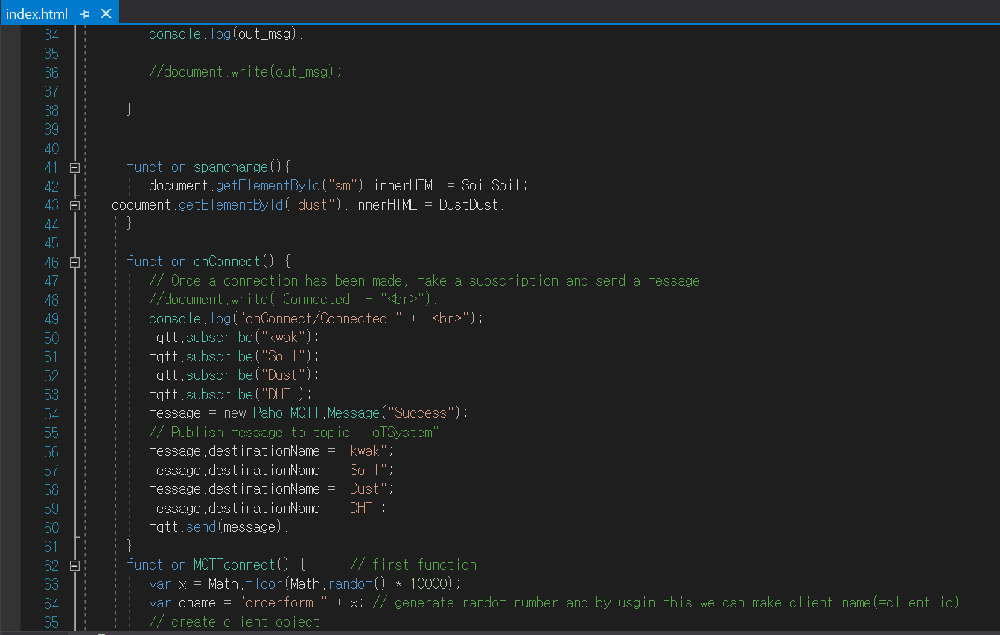 index.html
34 console.log(out_msg);
35
36 //document.write(out_msg);
37
38 }
39
40
41 function spanchange(){
42 document.getElementById("sm").innerHTML = SoilSoil;
43 document.getElementById("dust").innerHTML = DustDust;
44 }
45
46 function onConnect() {
47 // Once a connection has been made, make a subscription and send a message.
48 //document.write("Connected "+ "<br>");
49 console.log("onConnect/Connected " + "<br>");
50 mqtt.subscribe("kwak");
51 mqtt.subscribe("Soil");
52 mqtt.subscribe("Dust");
53 mqtt.subscribe("DHT");
54 message = new Paho.MQTT.Message("Success");
55 // Publish message to topic "IoTSystem"
56 message.destinationName = "kwak";
57 message.destinationName = "Soil";
58 message.destinationName = "Dust";
59 message.destinationName = "DHT";
60 mqtt.send(message);
61 }
62 function MQTTconnect() { // first function
63 var x = Math.floor(Math.random() * 10000);
64 var cname = "orderform-" + x; // generate random number and by usgin this we can make client name(=client id)
65 // create client object